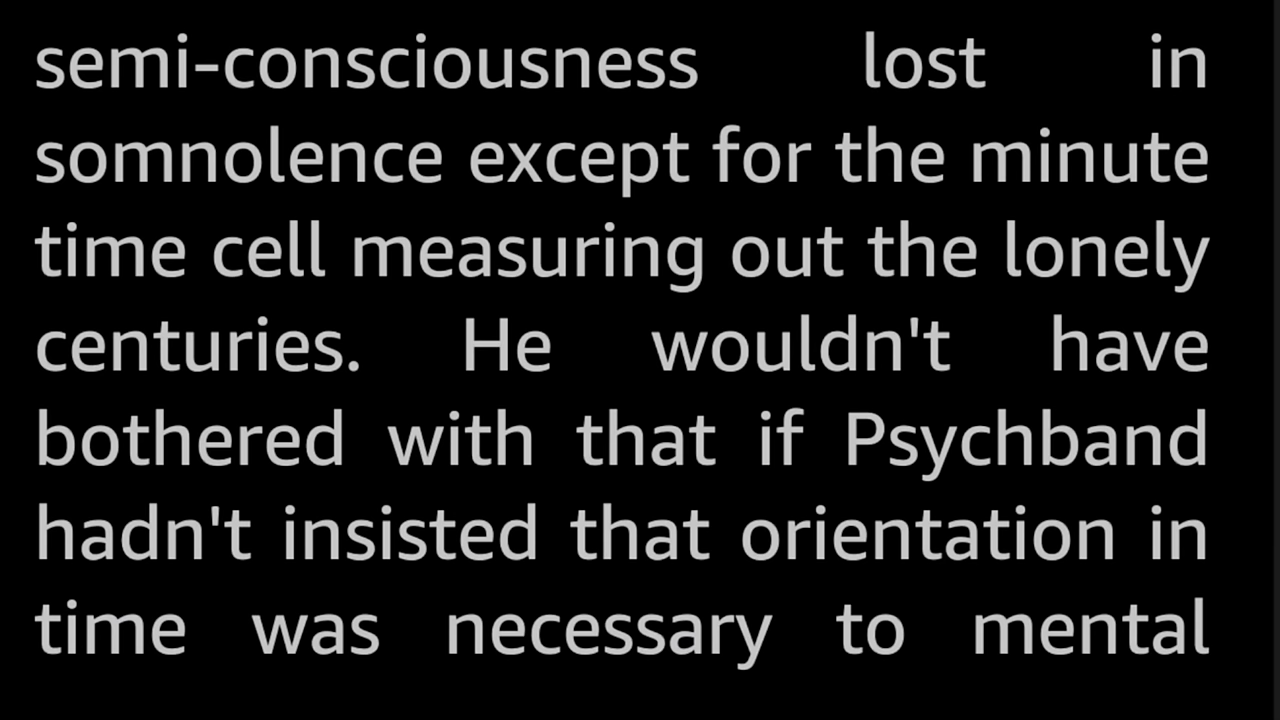 semi-consciousness lost in
somnolence except for the minute
time cell measuring out the lonely
centuries. He wouldn't have
bothered with that if Psychband
hadn't insisted that orientation in
time was necessary to mental